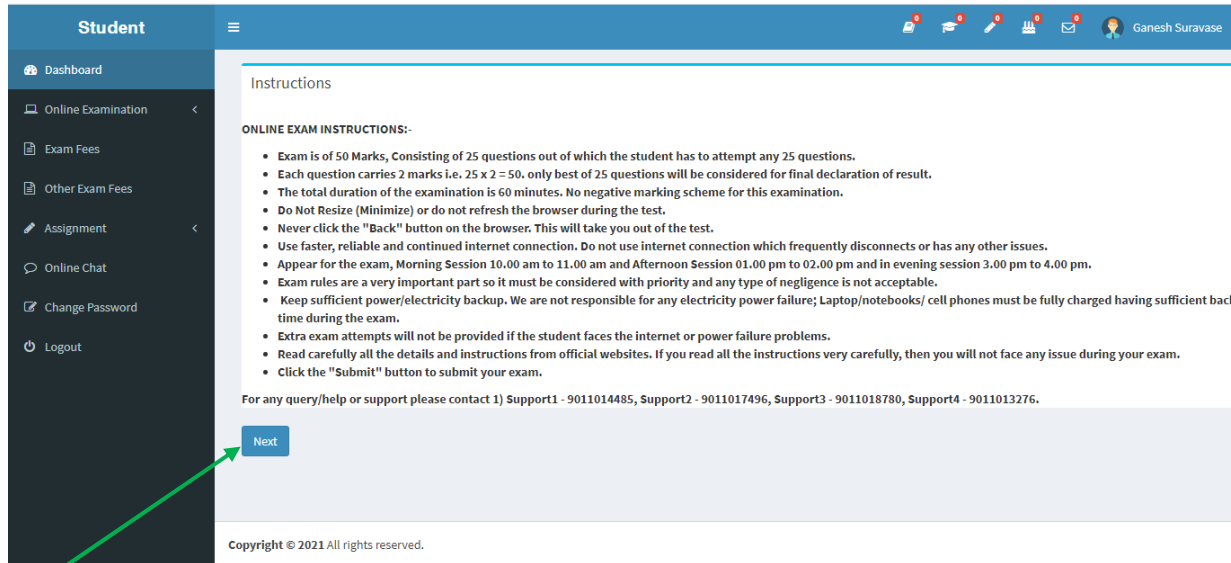 Student
0 0 0 0 0 Ganesh Suravase
Dashboard
Online Examination
Exam Fees
Other Exam Fees
Assignment
Online Chat
Change Password
Logout
Instructions
ONLINE EXAM INSTRUCTIONS:-
• Exam is of 50 Marks, Consisting of 25 questions out of which the student has to attempt any 25 questions.
• Each question carries 2 marks i.e. 25 x 2 = 50. only best of 25 questions will be considered for final declaration of result.
• The total duration of the examination is 60 minutes. No negative marking scheme for this examination.
• Do Not Resize (Minimize) or do not refresh the browser during the test.
• Never click the "Back" button on the browser. This will take you out of the test.
• Use faster, reliable and continued internet connection. Do not use internet connection which frequently disconnects or has any other issues.
• Appear for the exam, Morning Session 10.00 am to 11.00 am and Afternoon Session 01.00 pm to 02.00 pm and in evening session 3.00 pm to 4.00 pm.
• Exam rules are a very important part so it must be considered with priority and any type of negligence is not acceptable.
• Keep sufficient power/electricity backup. We are not responsible for any electricity power failure; Laptop/notebooks/ cell phones must be fully charged having sufficient bac
time during the exam.
• Extra exam attempts will not be provided if the student faces the internet or power failure problems.
• Read carefully all the details and instructions from official websites. If you read all the instructions very carefully, then you will not face any issue during your exam.
• Click the "Submit" button to submit your exam.
For any query/help or support please contact 1) Support1 - 9011014485, Support2 - 9011017496, Support3 - 9011018780, Support4 - 9011013276.
Next
Copyright © 2021 All rights reserved.